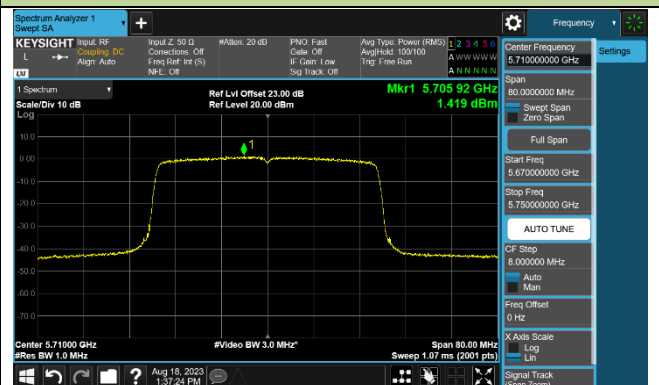 Spectrum Analyzer 1
Swept SA
Frequency
KEYSIGHT
L
LXI
Input: RF
Coupling: DC
Align: Auto
Input Z: 50 Ω
Corrections: Off
Freq Ref: Int (S)
NFE: Off
#Atten: 20 dB
PNO: Fast
Gate: Off
IF Gain: Low
Sig Track: Off
Avg Type: Power (RMS)
Avg|Hold: 100/100
Trig: Free Run
1 2 3 4 5 6
A W W W W W
A N N N N N
Center Frequency
5.710000000 GHz
Settings
Span
80.0000000 MHz
Swept Span
Zero Span
Full Span
Start Freq
5.670000000 GHz
Stop Freq
5.750000000 GHz
AUTO TUNE
CF Step
8.000000 MHz
Auto
Man
Freq Offset
0 Hz
X Axis Scale
Log
Lin
Signal Track
(Span Zoom)
1 Spectrum
Scale/Div 10 dB
Log
Ref Lvl Offset 23.00 dB
Ref Level 20.00 dBm
Mkr1 5.705 92 GHz
1.419 dBm
1
10.0
0.00
-10.0
-20.0
-30.0
-40.0
-50.0
-60.0
-70.0
Center 5.71000 GHz
#Res BW 1.0 MHz
#Video BW 3.0 MHz*
Span 80.00 MHz
Sweep 1.07 ms (2001 pts)
?
Aug 18, 2023
1:37:24 PM